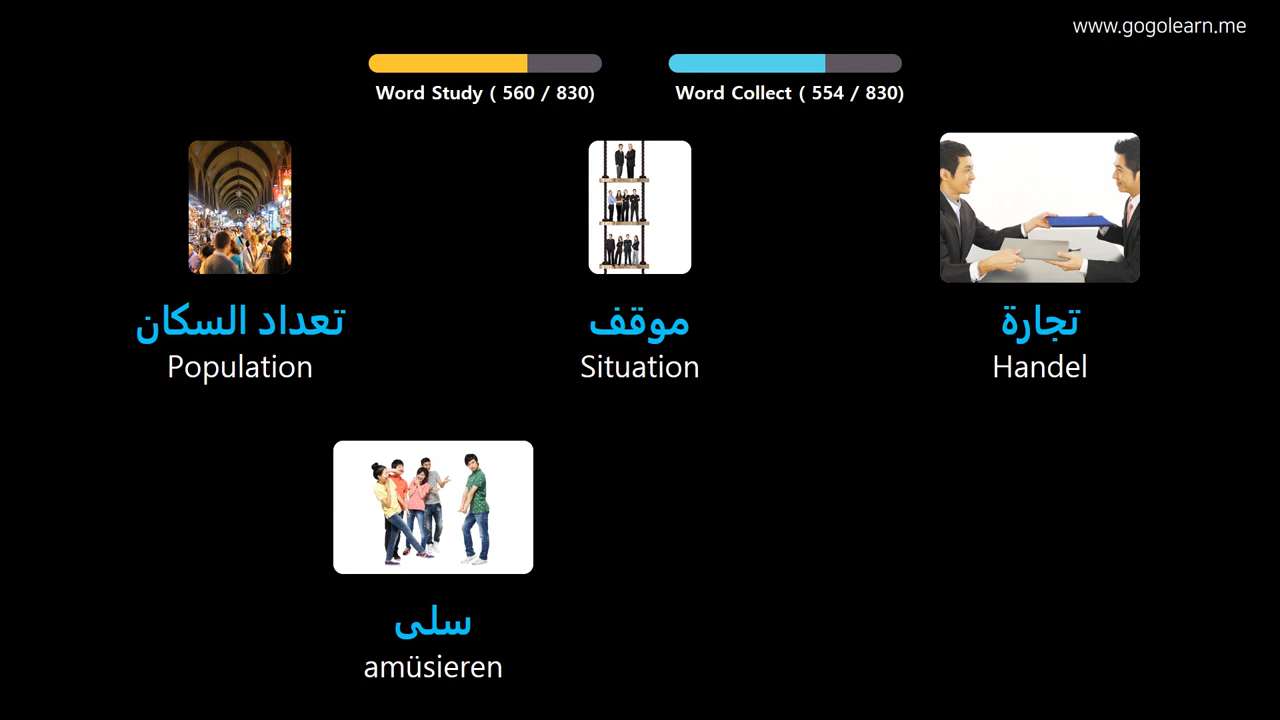 www.gogolearn.me
Word Study ( 560 / 830)
Word Collect ( 554 / 830)
تعداد السكان
Population
موقف
Situation
تجارة
Handel
سلى
amüsieren